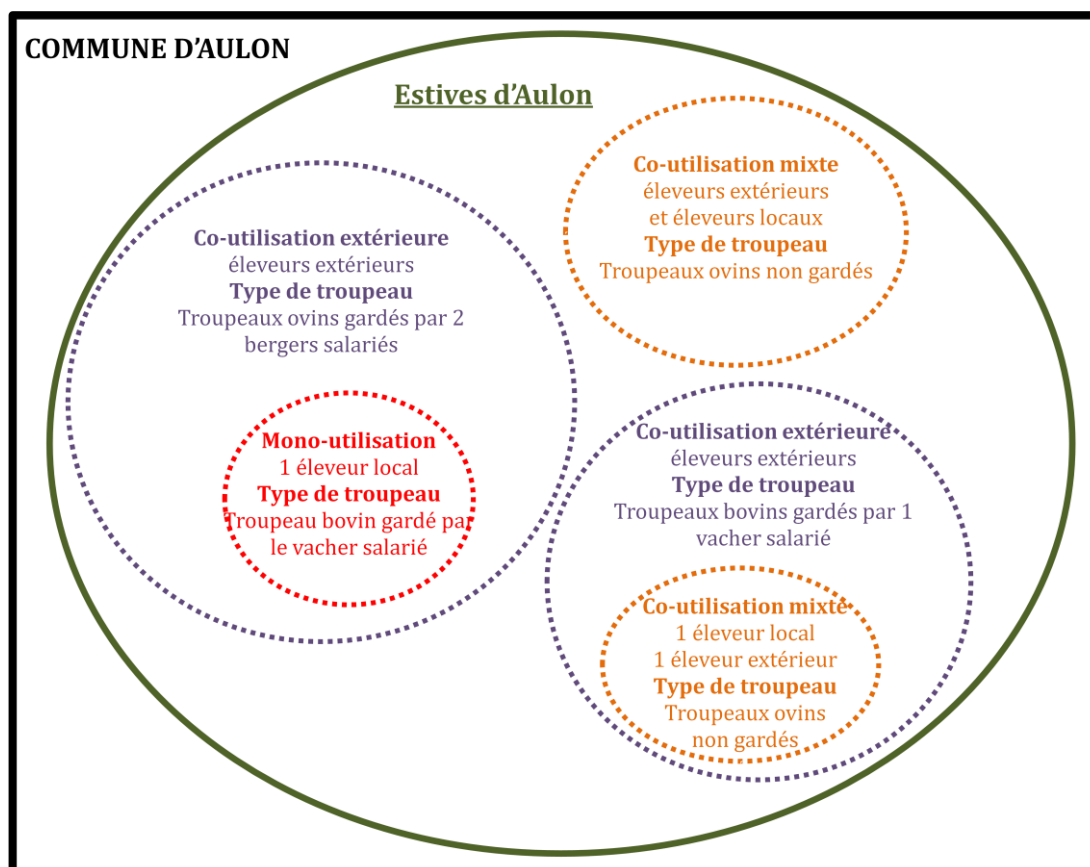 COMMUNE D'AULON
Estives d'Aulon
Co-utilisation mixte
éleveurs extérieurs
et éleveurs locaux
Type de troupeau
Troupeaux ovins non gardés
Co-utilisation extérieure
éleveurs extérieurs
Type de troupeau
Troupeaux ovins gardés par 2
bergers salariés
Mono-utilisation
1 éleveur local
Type de troupeau
Troupeau bovin gardé par
le vacher salarié
Co-utilisation extérieure
éleveurs extérieurs
Type de troupeau
Troupeaux bovins gardés par 1
vacher salarié
Co-utilisation mixte
1 éleveur local
1 éleveur extérieur
Type de troupeau
Troupeaux ovins
non gardés